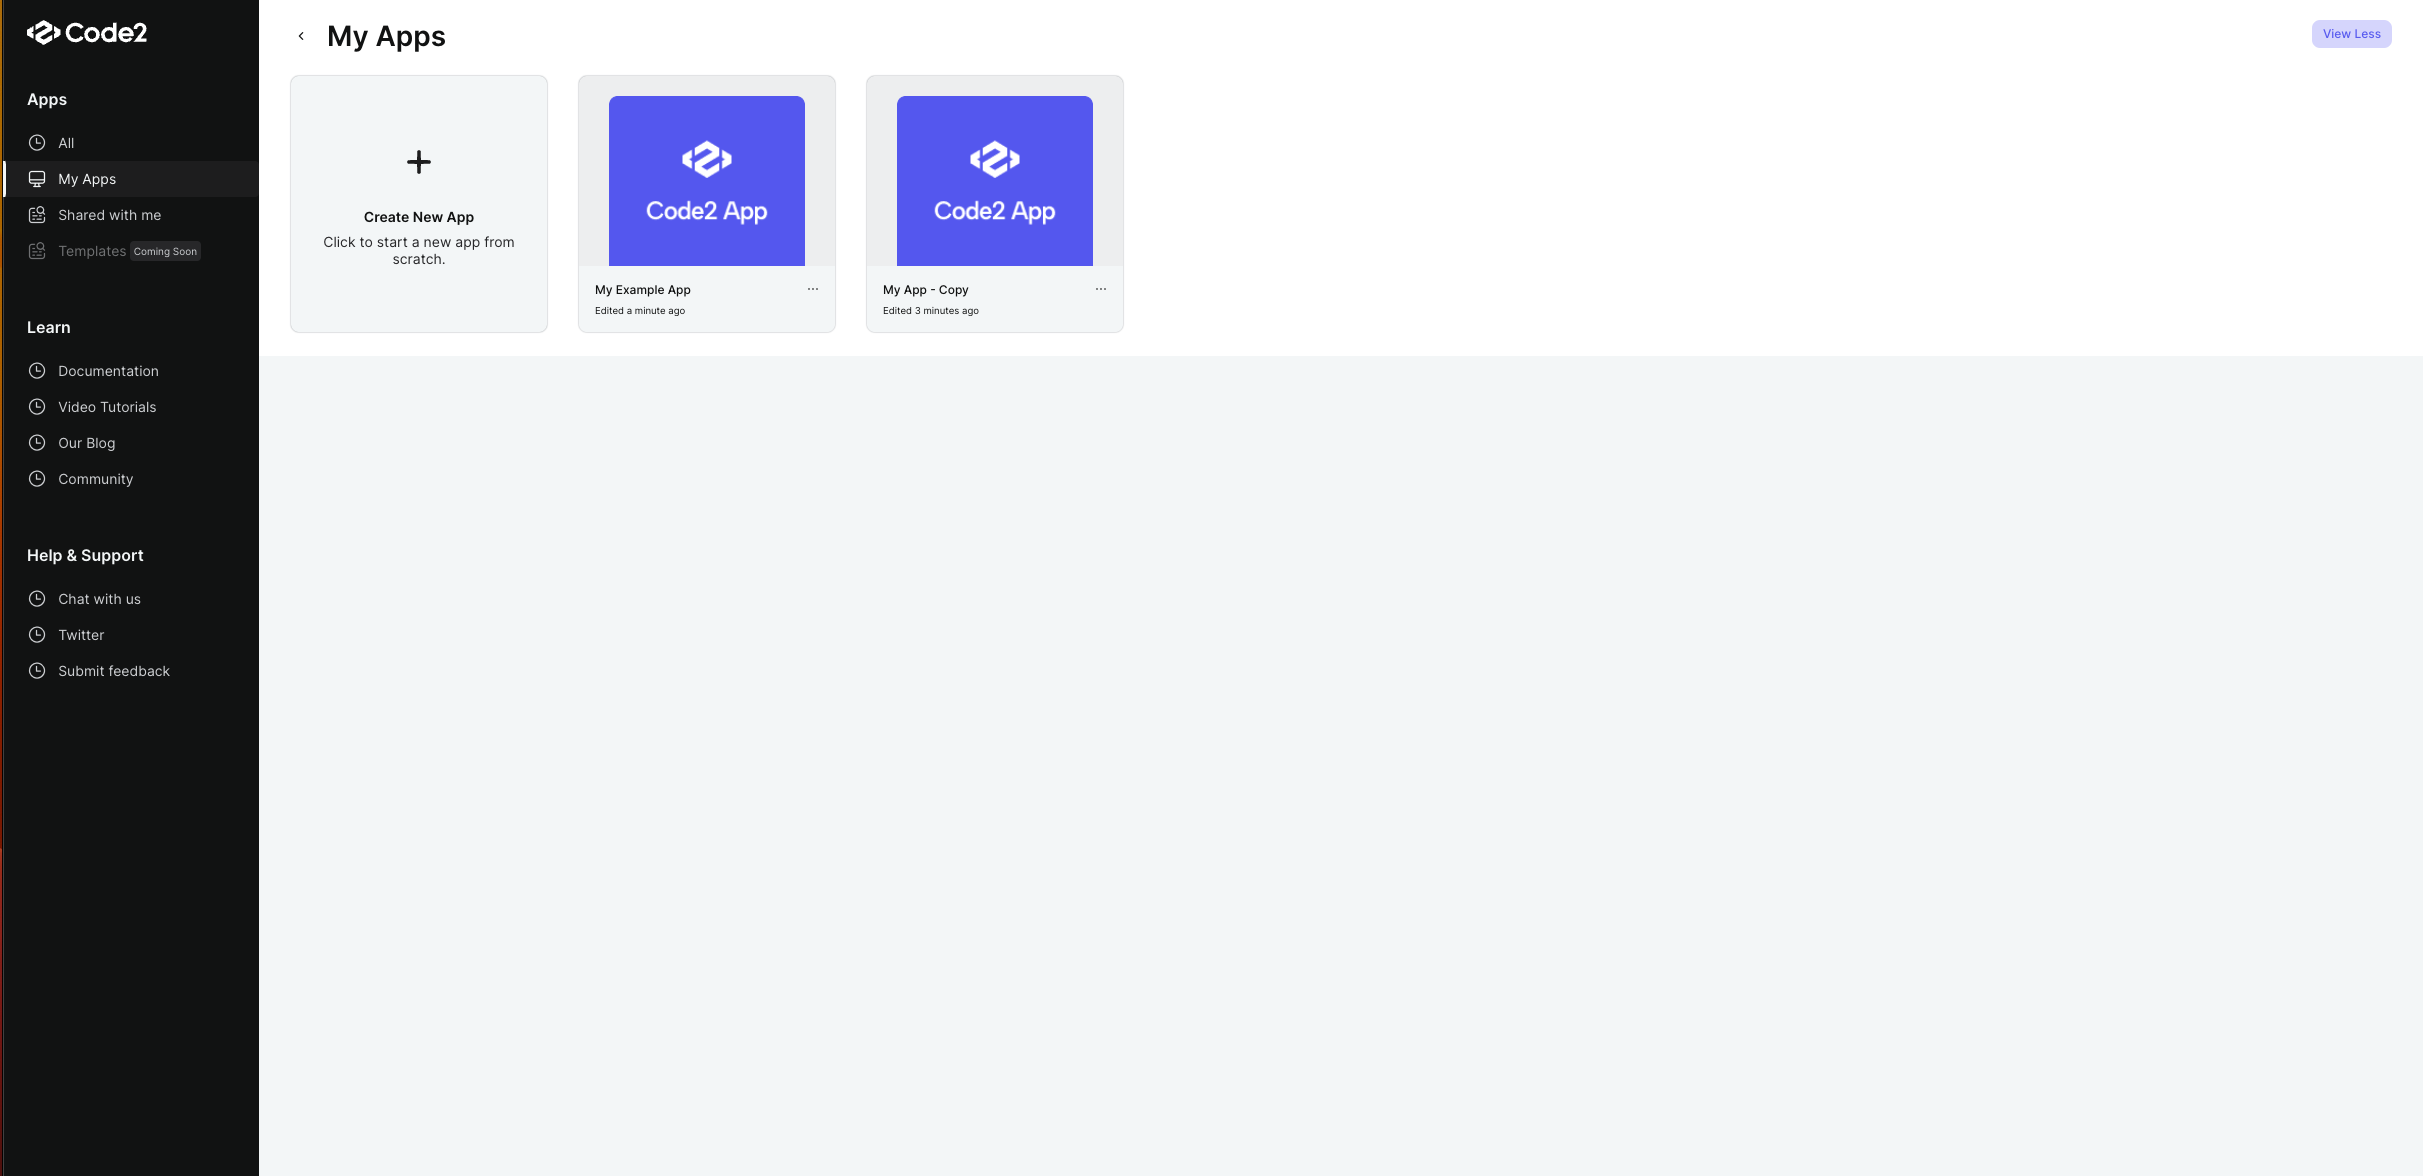 Code2
Apps
All
My Apps
Shared with me
Templates Coming Soon
Learn
Documentation
Video Tutorials
Our Blog
Community
Help & Support
Chat with us
Twitter
Submit feedback
My Apps
View Less
Create New App
Click to start a new app from
scratch.
Code2 App
My Example App
Edited a minute ago
Code2 App
My App - Copy
Edited 3 minutes ago